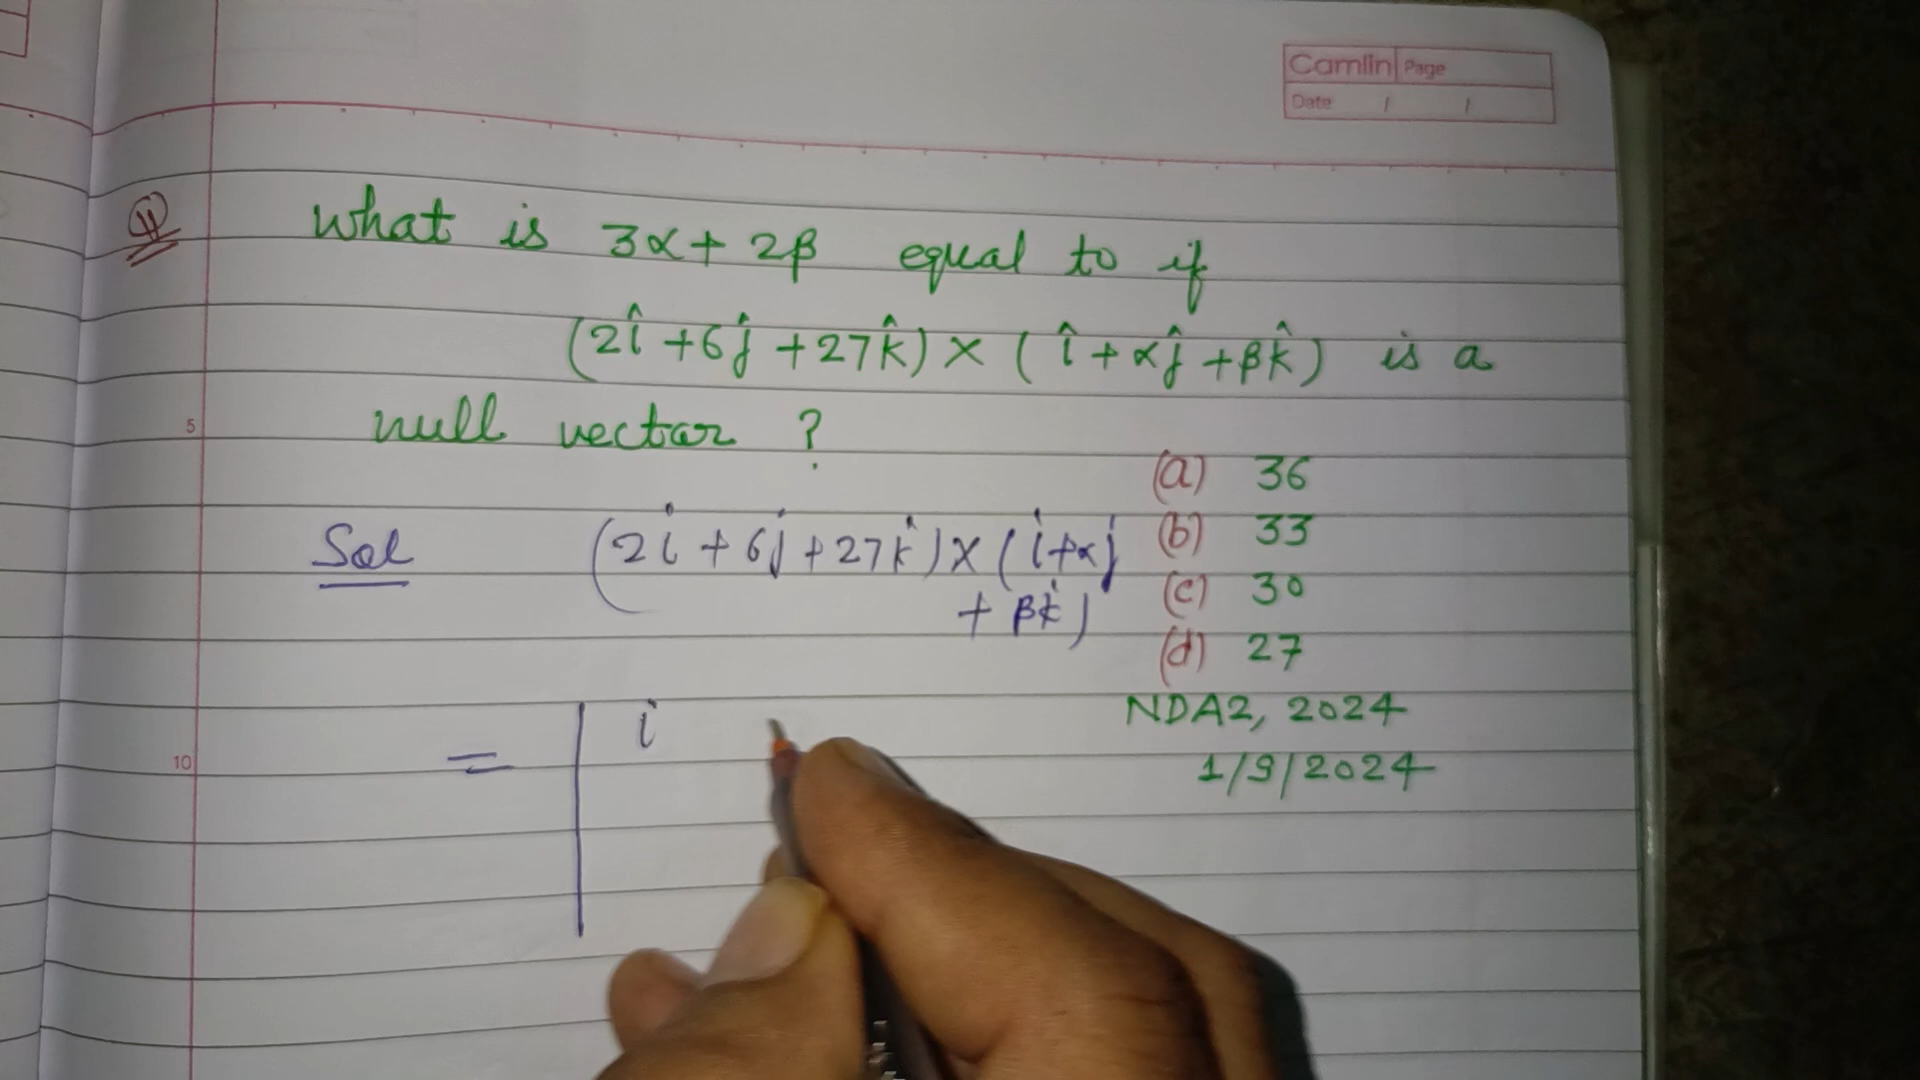 Camlin Page
Date / /
Q What is 3α + 2β equal to if
(2î + 6ĵ + 27k̂) × (î + αĵ + βk̂) is a
5 null vector ?
(a) 36
Sol (2i + 6j + 27k) × (i + αj (b) 33
+ βk) (c) 30
(d) 27
= | i NDA2, 2024
10 1/9/2024